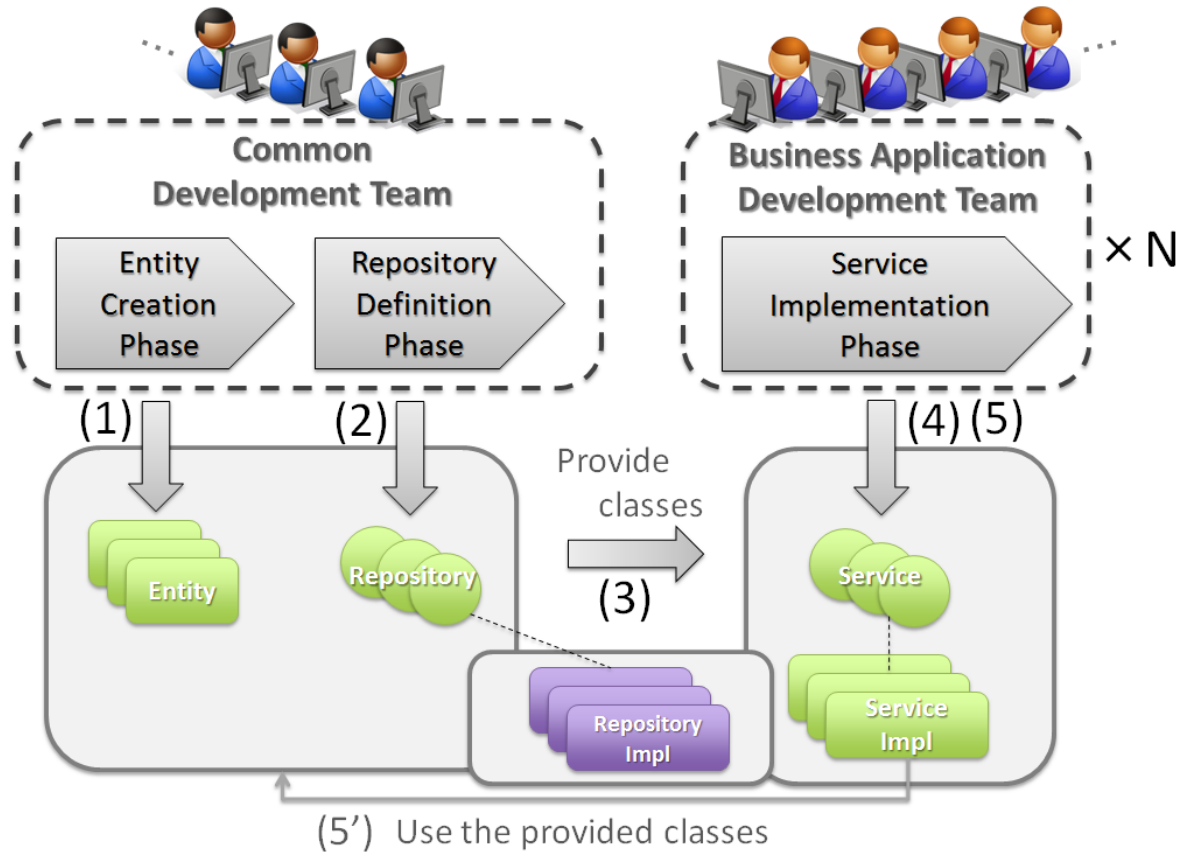 Common
Development Team
Business Application
Development Team
Entity
Creation
Phase
Repository
Definition
Phase
Service
Implementation
Phase
× N
(1)
(2)
(4) (5)
Provide
classes
(3)
Entity
Repository
Service
Repository
Impl
Service
Impl
(5') Use the provided classes